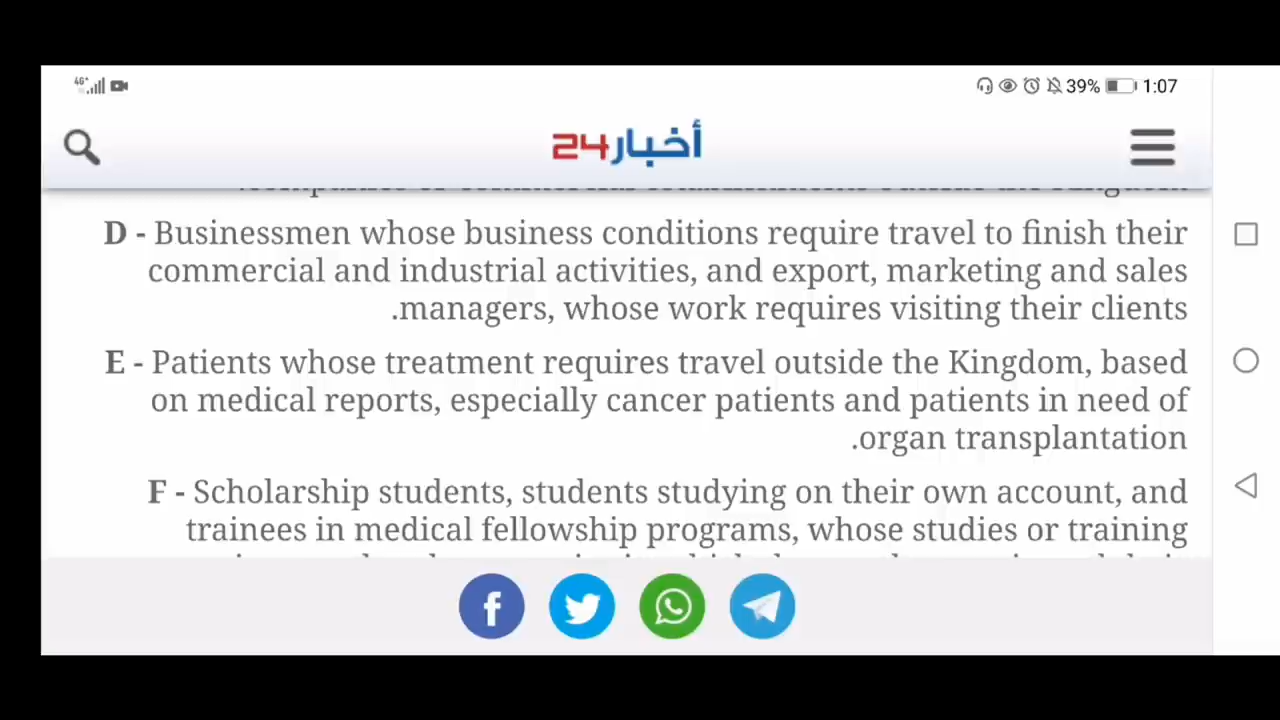 4G+
39%
1:07
أخبار24
D - Businessmen whose business conditions require travel to finish their
commercial and industrial activities, and export, marketing and sales
.managers, whose work requires visiting their clients
E - Patients whose treatment requires travel outside the Kingdom, based
on medical reports, especially cancer patients and patients in need of
.organ transplantation
F - Scholarship students, students studying on their own account, and
trainees in medical fellowship programs, whose studies or training